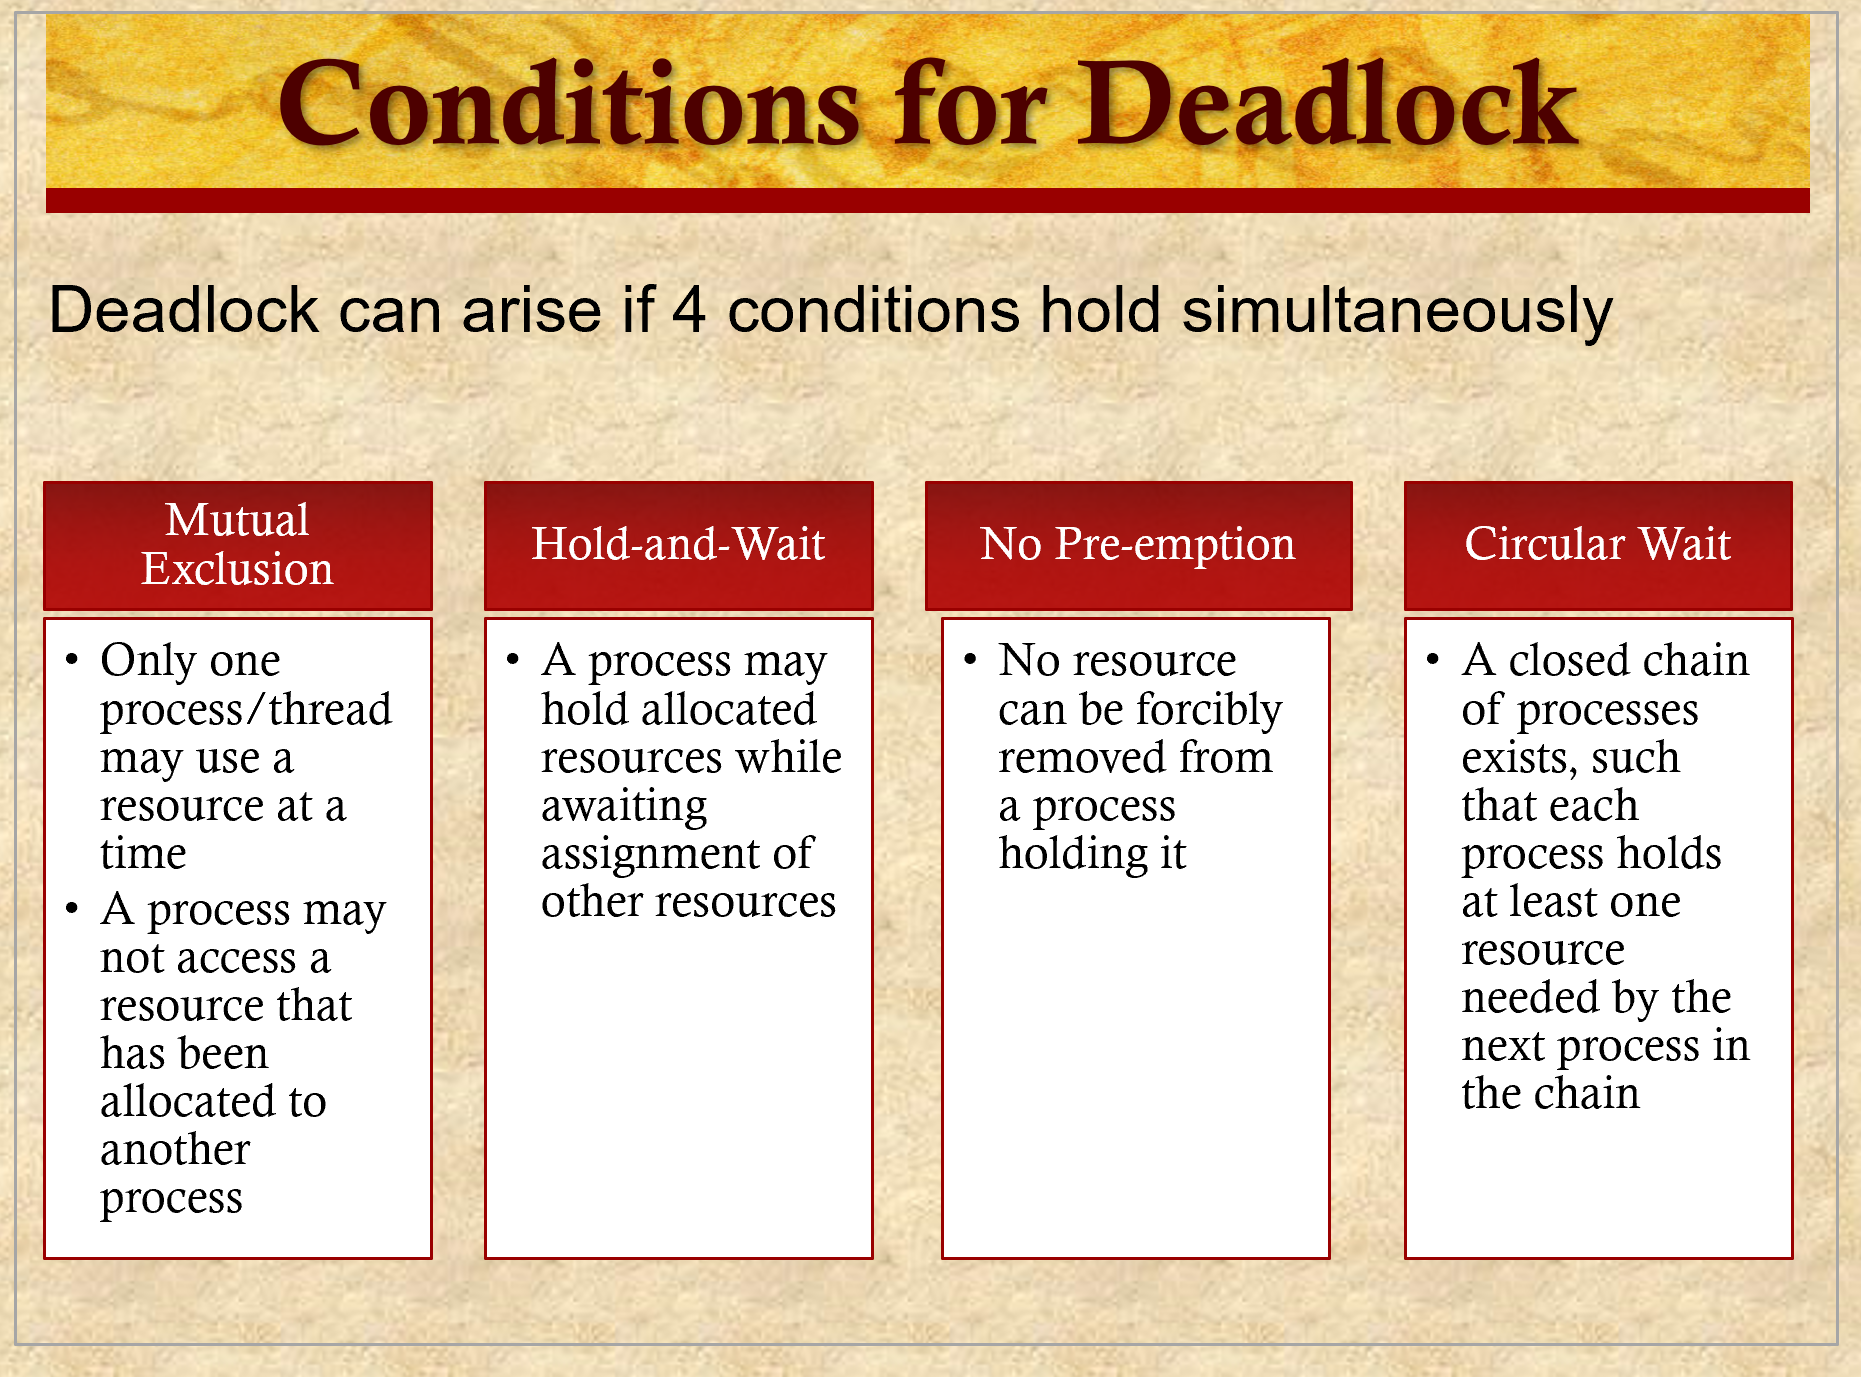 Conditions for Deadlock
Deadlock can arise if 4 conditions hold simultaneously
Mutual
Exclusion
• Only one
process/thread
may use a
resource at a
time
• A process may
not access a
resource that
has been
allocated to
another
process
Hold-and-Wait
• A process may
hold allocated
resources while
awaiting
assignment of
other resources
No Pre-emption
• No resource
can be forcibly
removed from
a process
holding it
Circular Wait
• A closed chain
of processes
exists, such
that each
process holds
at least one
resource
needed by the
next process in
the chain